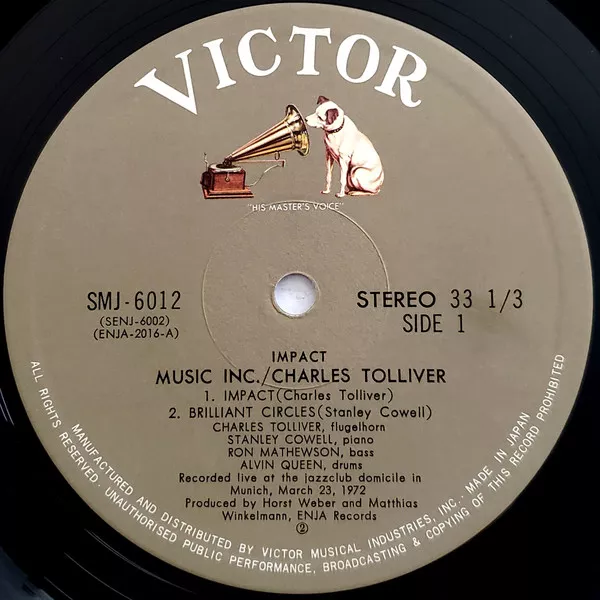 VICTOR
"HIS MASTER'S VOICE"
SMJ-6012
(SENJ-6002)
(ENJA-2016-A)
STEREO 33 1/3
SIDE 1
IMPACT
MUSIC INC./CHARLES TOLLIVER
1. IMPACT(Charles Tolliver)
2. BRILLIANT CIRCLES(Stanley Cowell)
CHARLES TOLLIVER, flugelhorn
STANLEY COWELL, piano
RON MATHEWSON, bass
ALVIN QUEEN, drums
Recorded live at the jazzclub domicile in
Munich, March 23, 1972
Produced by Horst Weber and Matthias
Winkelmann, ENJA Records
②
MANUFACTURED AND DISTRIBUTED BY VICTOR MUSICAL INDUSTRIES, INC. MADE IN JAPAN
ALL RIGHTS RESERVED. UNAUTHORISED PUBLIC PERFORMANCE, BROADCASTING & COPYING OF THIS RECORD PROHIBITED